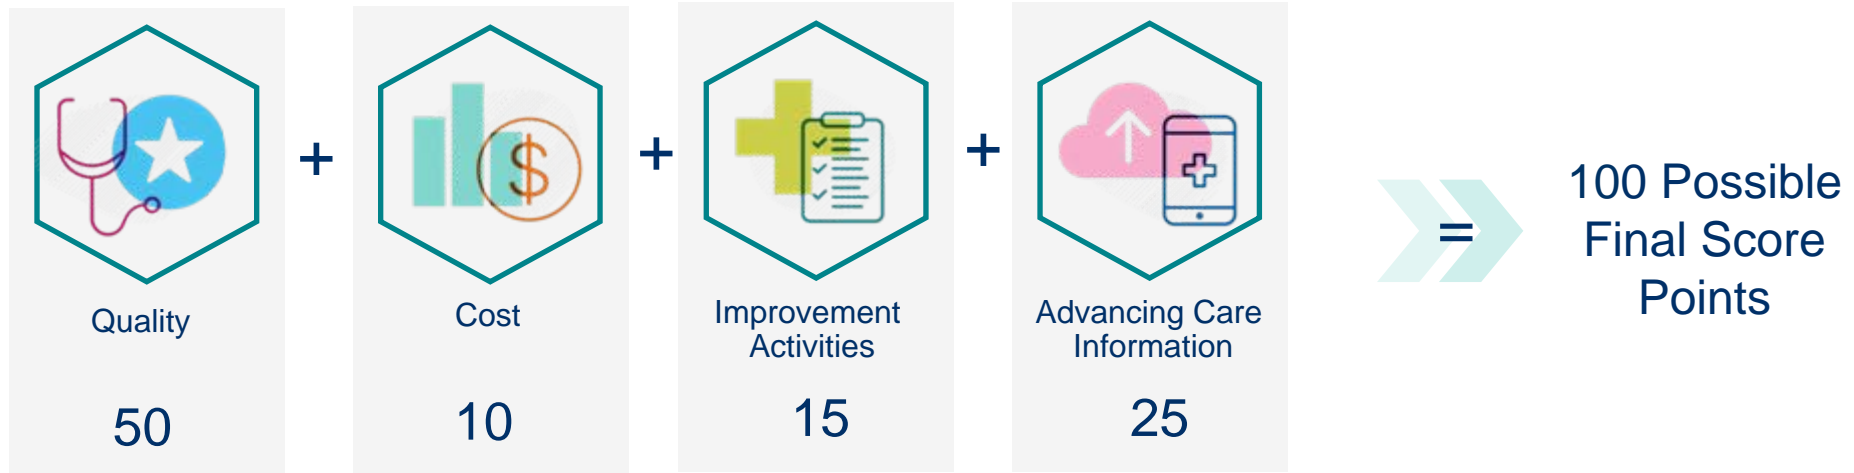 Quality
50
+
Cost
10
+
Improvement
Activities
15
+
Advancing Care
Information
25
=
100 Possible
Final Score
Points
$